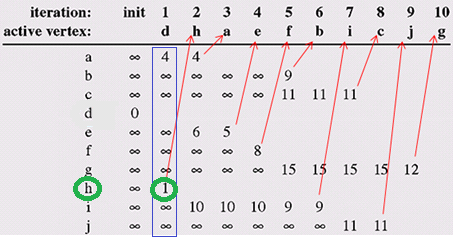 iteration: init 1 2 3 4 5 6 7 8 9 10
active vertex: d h a e f b i c j g
a: ∞ 4 4
b: ∞ ∞ ∞ ∞ ∞ 9
c: ∞ ∞ ∞ ∞ ∞ 11 11 11
d: 0
e: ∞ ∞ 6 5
f: ∞ ∞ ∞ ∞ 8
g: ∞ ∞ ∞ ∞ ∞ 15 15 15 15 12
h: ∞ 1
i: ∞ ∞ 10 10 10 9 9
j: ∞ ∞ ∞ ∞ ∞ ∞ ∞ 11 11